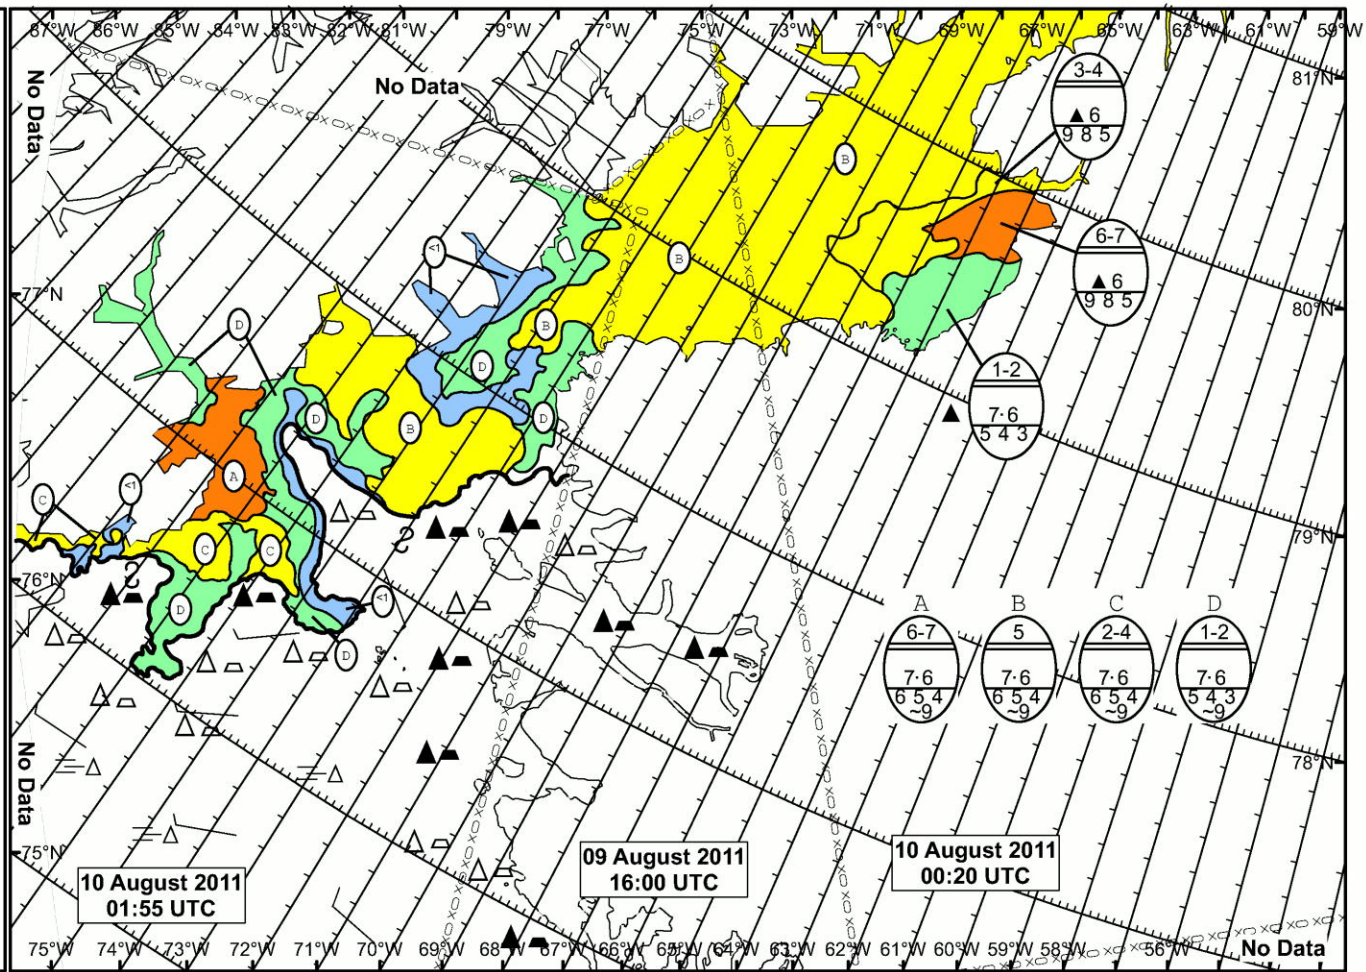 87°W 86°W 85°W 84°W 83°W 82°W 81°W 79°W 77°W 75°W 71°W 69°W 67°W 65°W 63°W 61°W 59°W
No Data
No Data
81°N
3-4
6
9 8 5
B
B
6-7
6
9 8 5
<1
77°N
80°N
D
B
D
1-2
7·6
5 4 3
D
B
D
A
C
<1
79°N
C
C
2
2
76°N
D
<1
D
A B C D
6-7 5 2-4 1-2
7·6 7·6 7·6 7·6
6 5 4 6 5 4 6 5 4 5 4 3
~9 ~9 ~9 ~9
No Data
78°N
75°N
10 August 2011
01:55 UTC
09 August 2011
16:00 UTC
10 August 2011
00:20 UTC
75°W 74°W 73°W 72°W 71°W 70°W 69°W 68°W 67°W 66°W 65°W 64°W 63°W 62°W 61°W 60°W 59°W 58°W 56°W
No Data